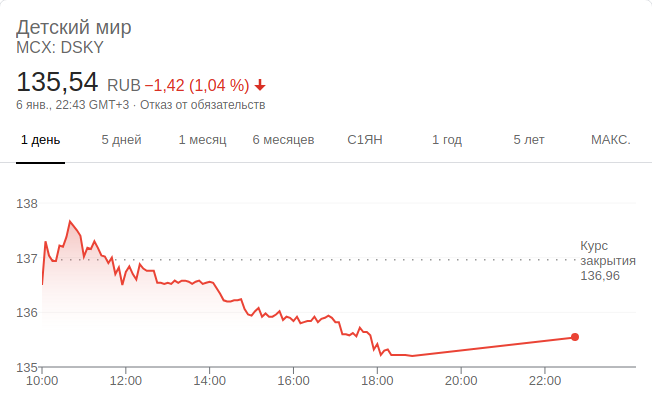 Детский мир
MCX: DSKY
135,54 RUB −1,42 (1,04 %)
6 янв., 22:43 GMT+3 · Отказ от обязательств
1 день 5 дней 1 месяц 6 месяцев С1ЯН 1 год 5 лет МАКС.
138
137
136
135
Курс
закрытия
136,96
10:00 12:00 14:00 16:00 18:00 20:00 22:00